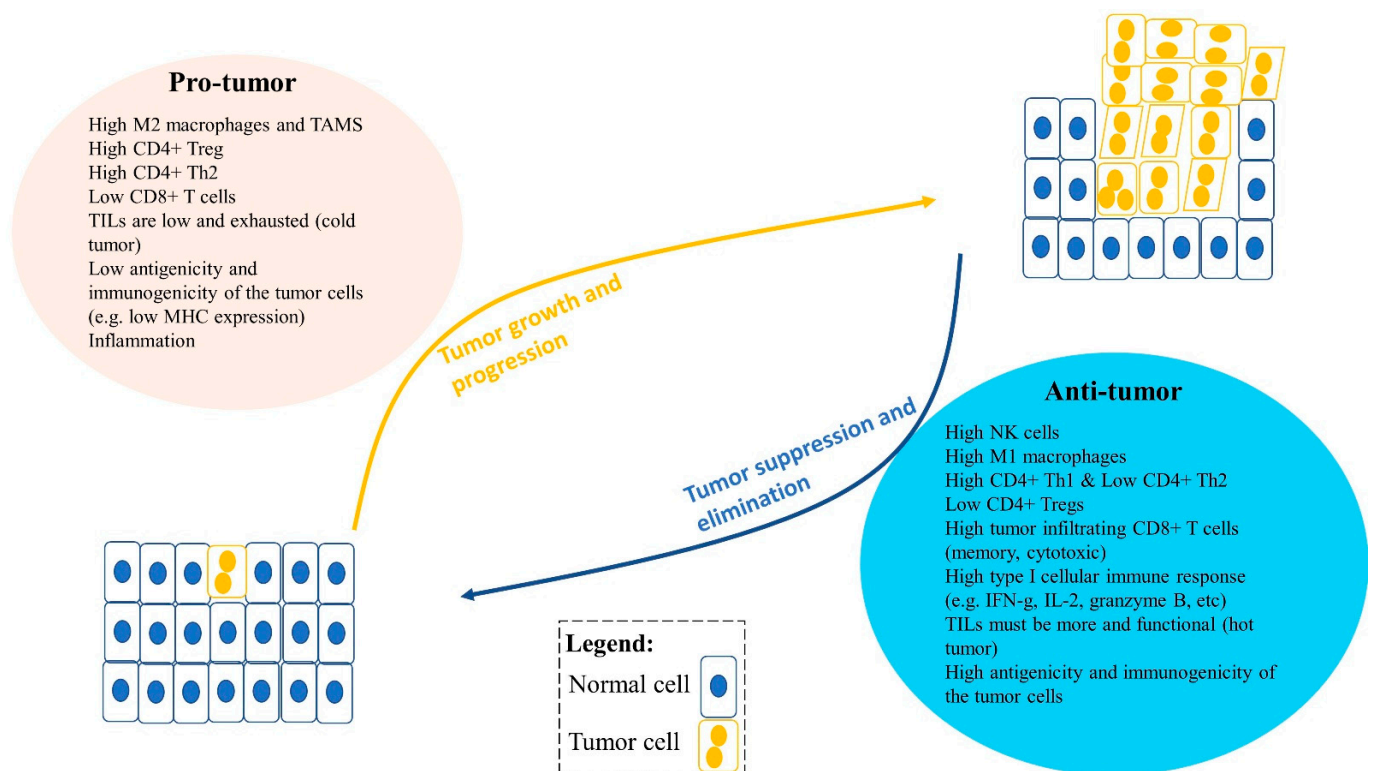 Pro-tumor
High M2 macrophages and TAMS
High CD4+ Treg
High CD4+ Th2
Low CD8+ T cells
TILs are low and exhausted (cold
tumor)
Low antigenicity and
immunogenicity of the tumor cells
(e.g. low MHC expression)
Inflammation
Tumor growth and
progression
Tumor suppression and
elimination
Anti-tumor
High NK cells
High M1 macrophages
High CD4+ Th1 & Low CD4+ Th2
Low CD4+ Tregs
High tumor infiltrating CD8+ T cells
(memory, cytotoxic)
High type I cellular immune response
(e.g. IFN-g, IL-2, granzyme B, etc)
TILs must be more and functional (hot
tumor)
High antigenicity and immunogenicity of
the tumor cells
Legend:
Normal cell
Tumor cell